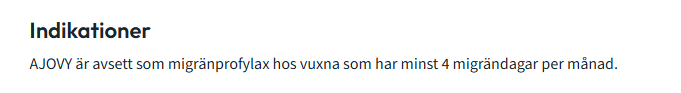 Indikationer
AJOVY är avsett som migränprofylax hos vuxna som har minst 4 migrändagar per månad.